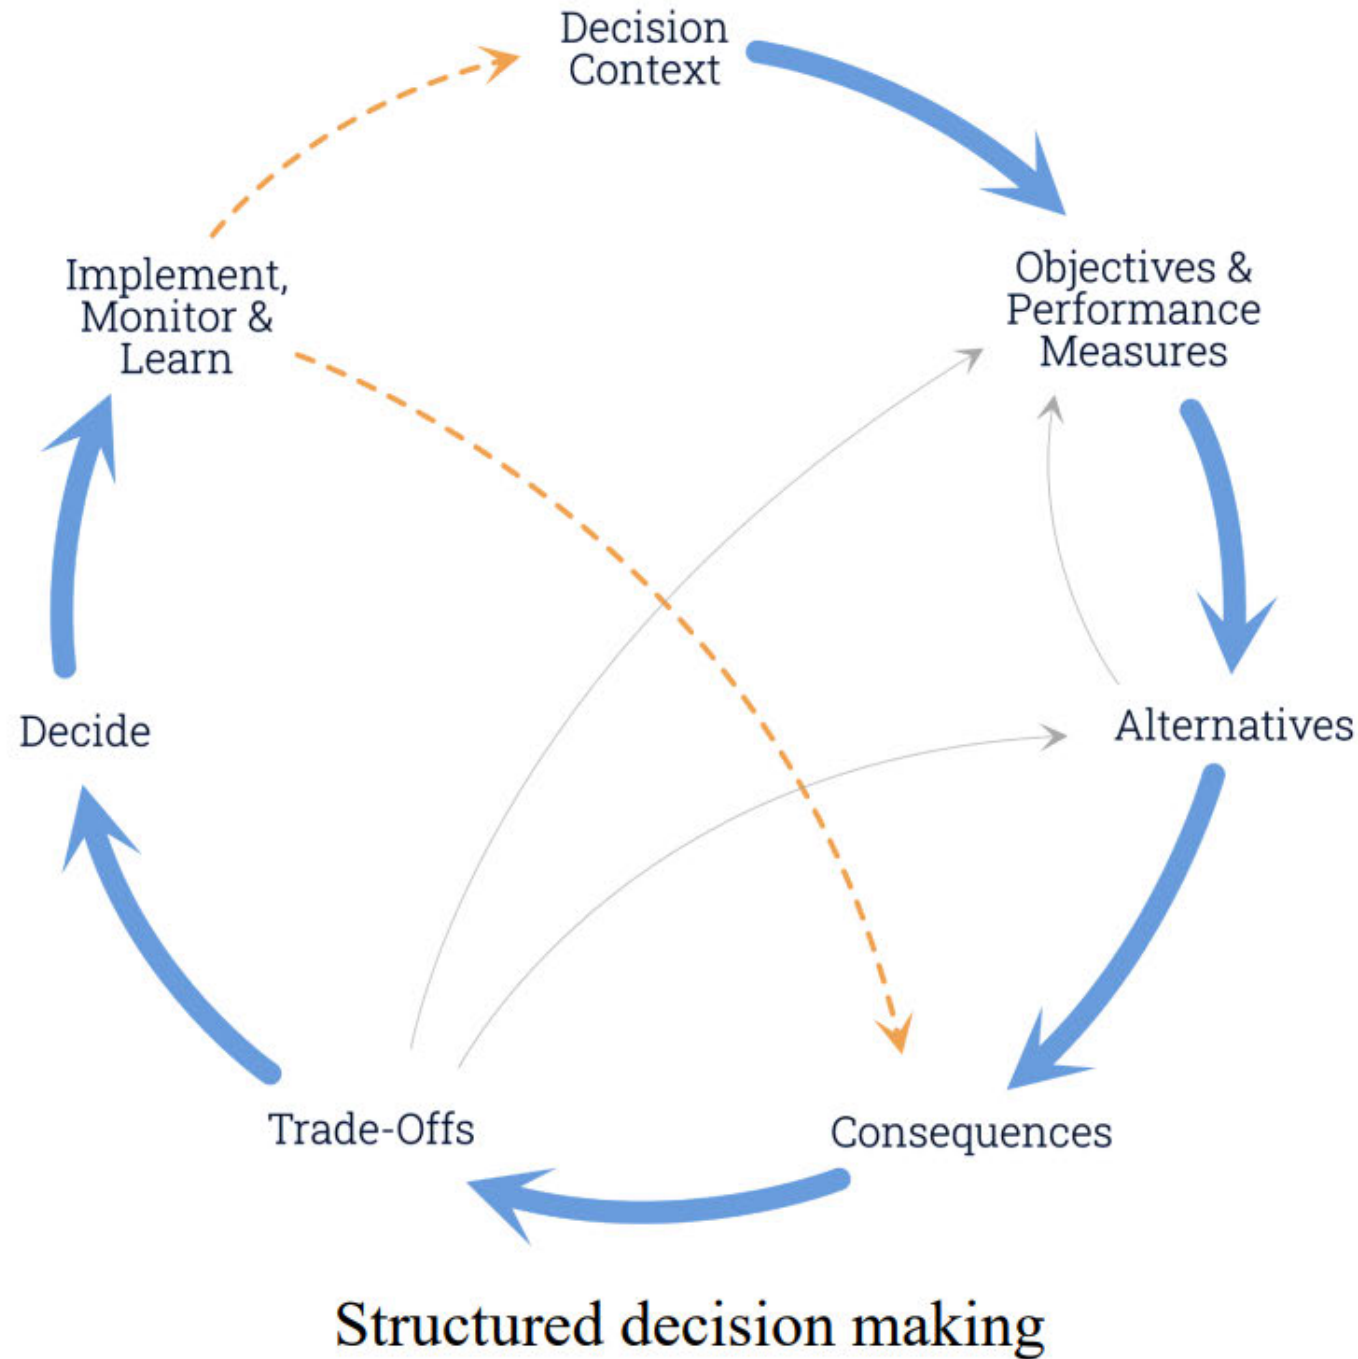 Decision
Context
Objectives &
Performance
Measures
Alternatives
Consequences
Trade-Offs
Decide
Implement,
Monitor &
Learn
Structured decision making